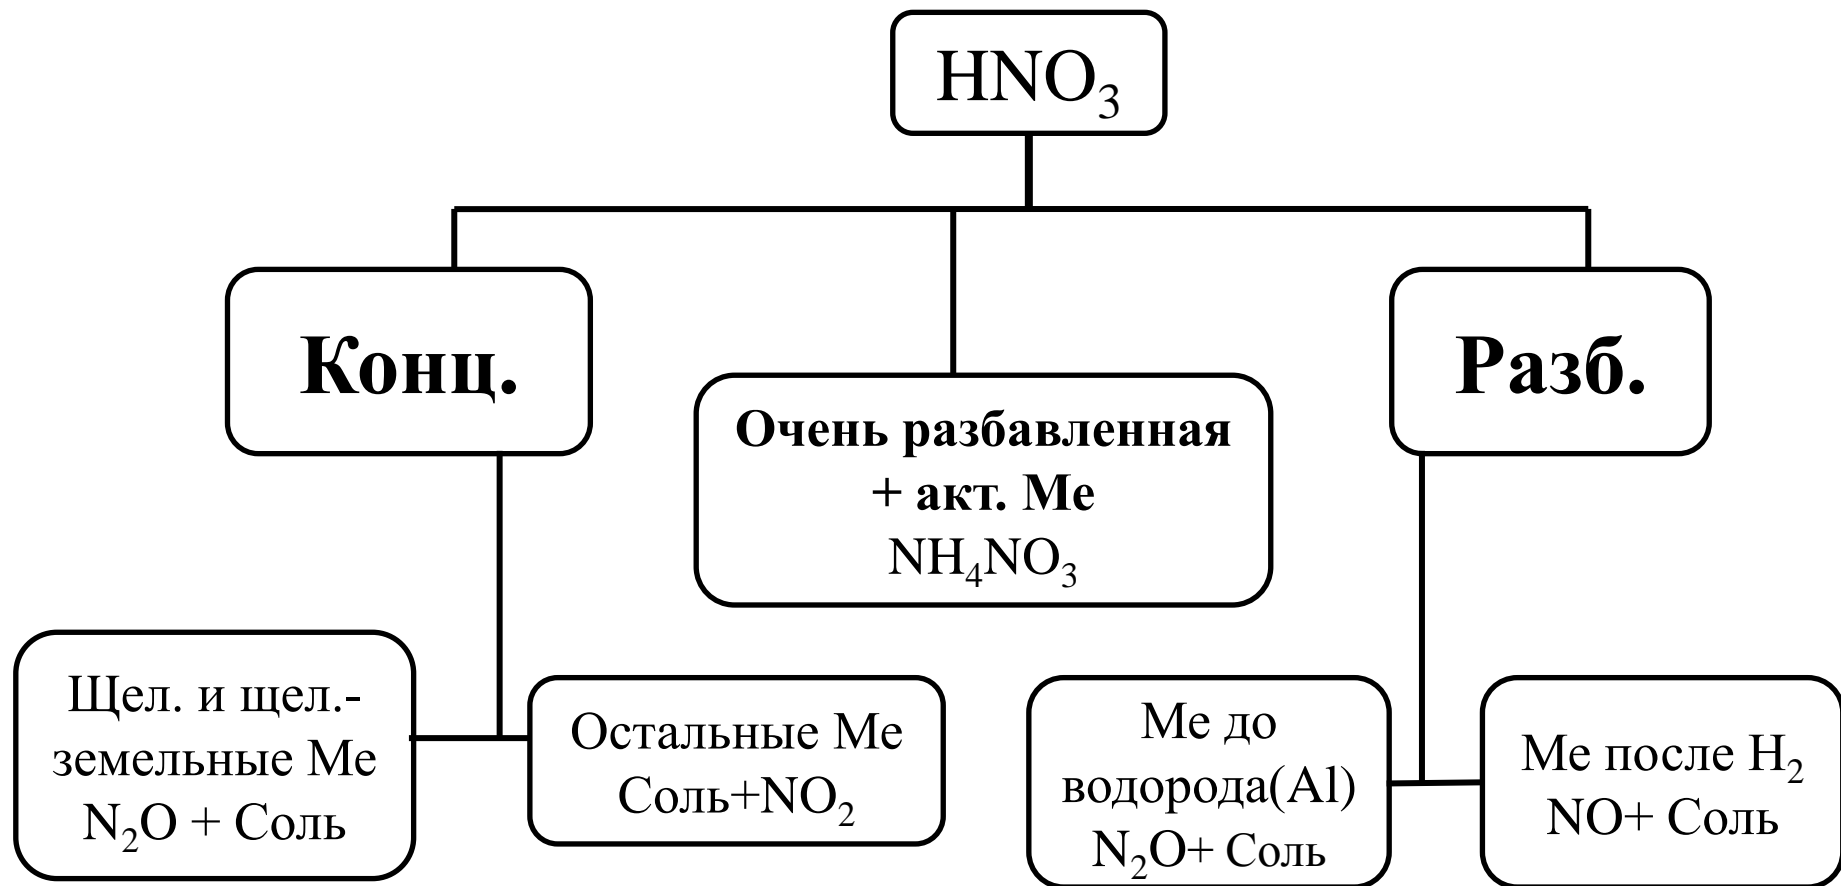 HNO₃
Конц.
Очень разбавленная
+ акт. Ме
NH₄NO₃
Разб.
Щел. и щел.-
земельные Ме
N₂O + Соль
Остальные Ме
Соль+NO₂
Ме до
водорода(Al)
N₂O+ Соль
Ме после H₂
NO+ Соль